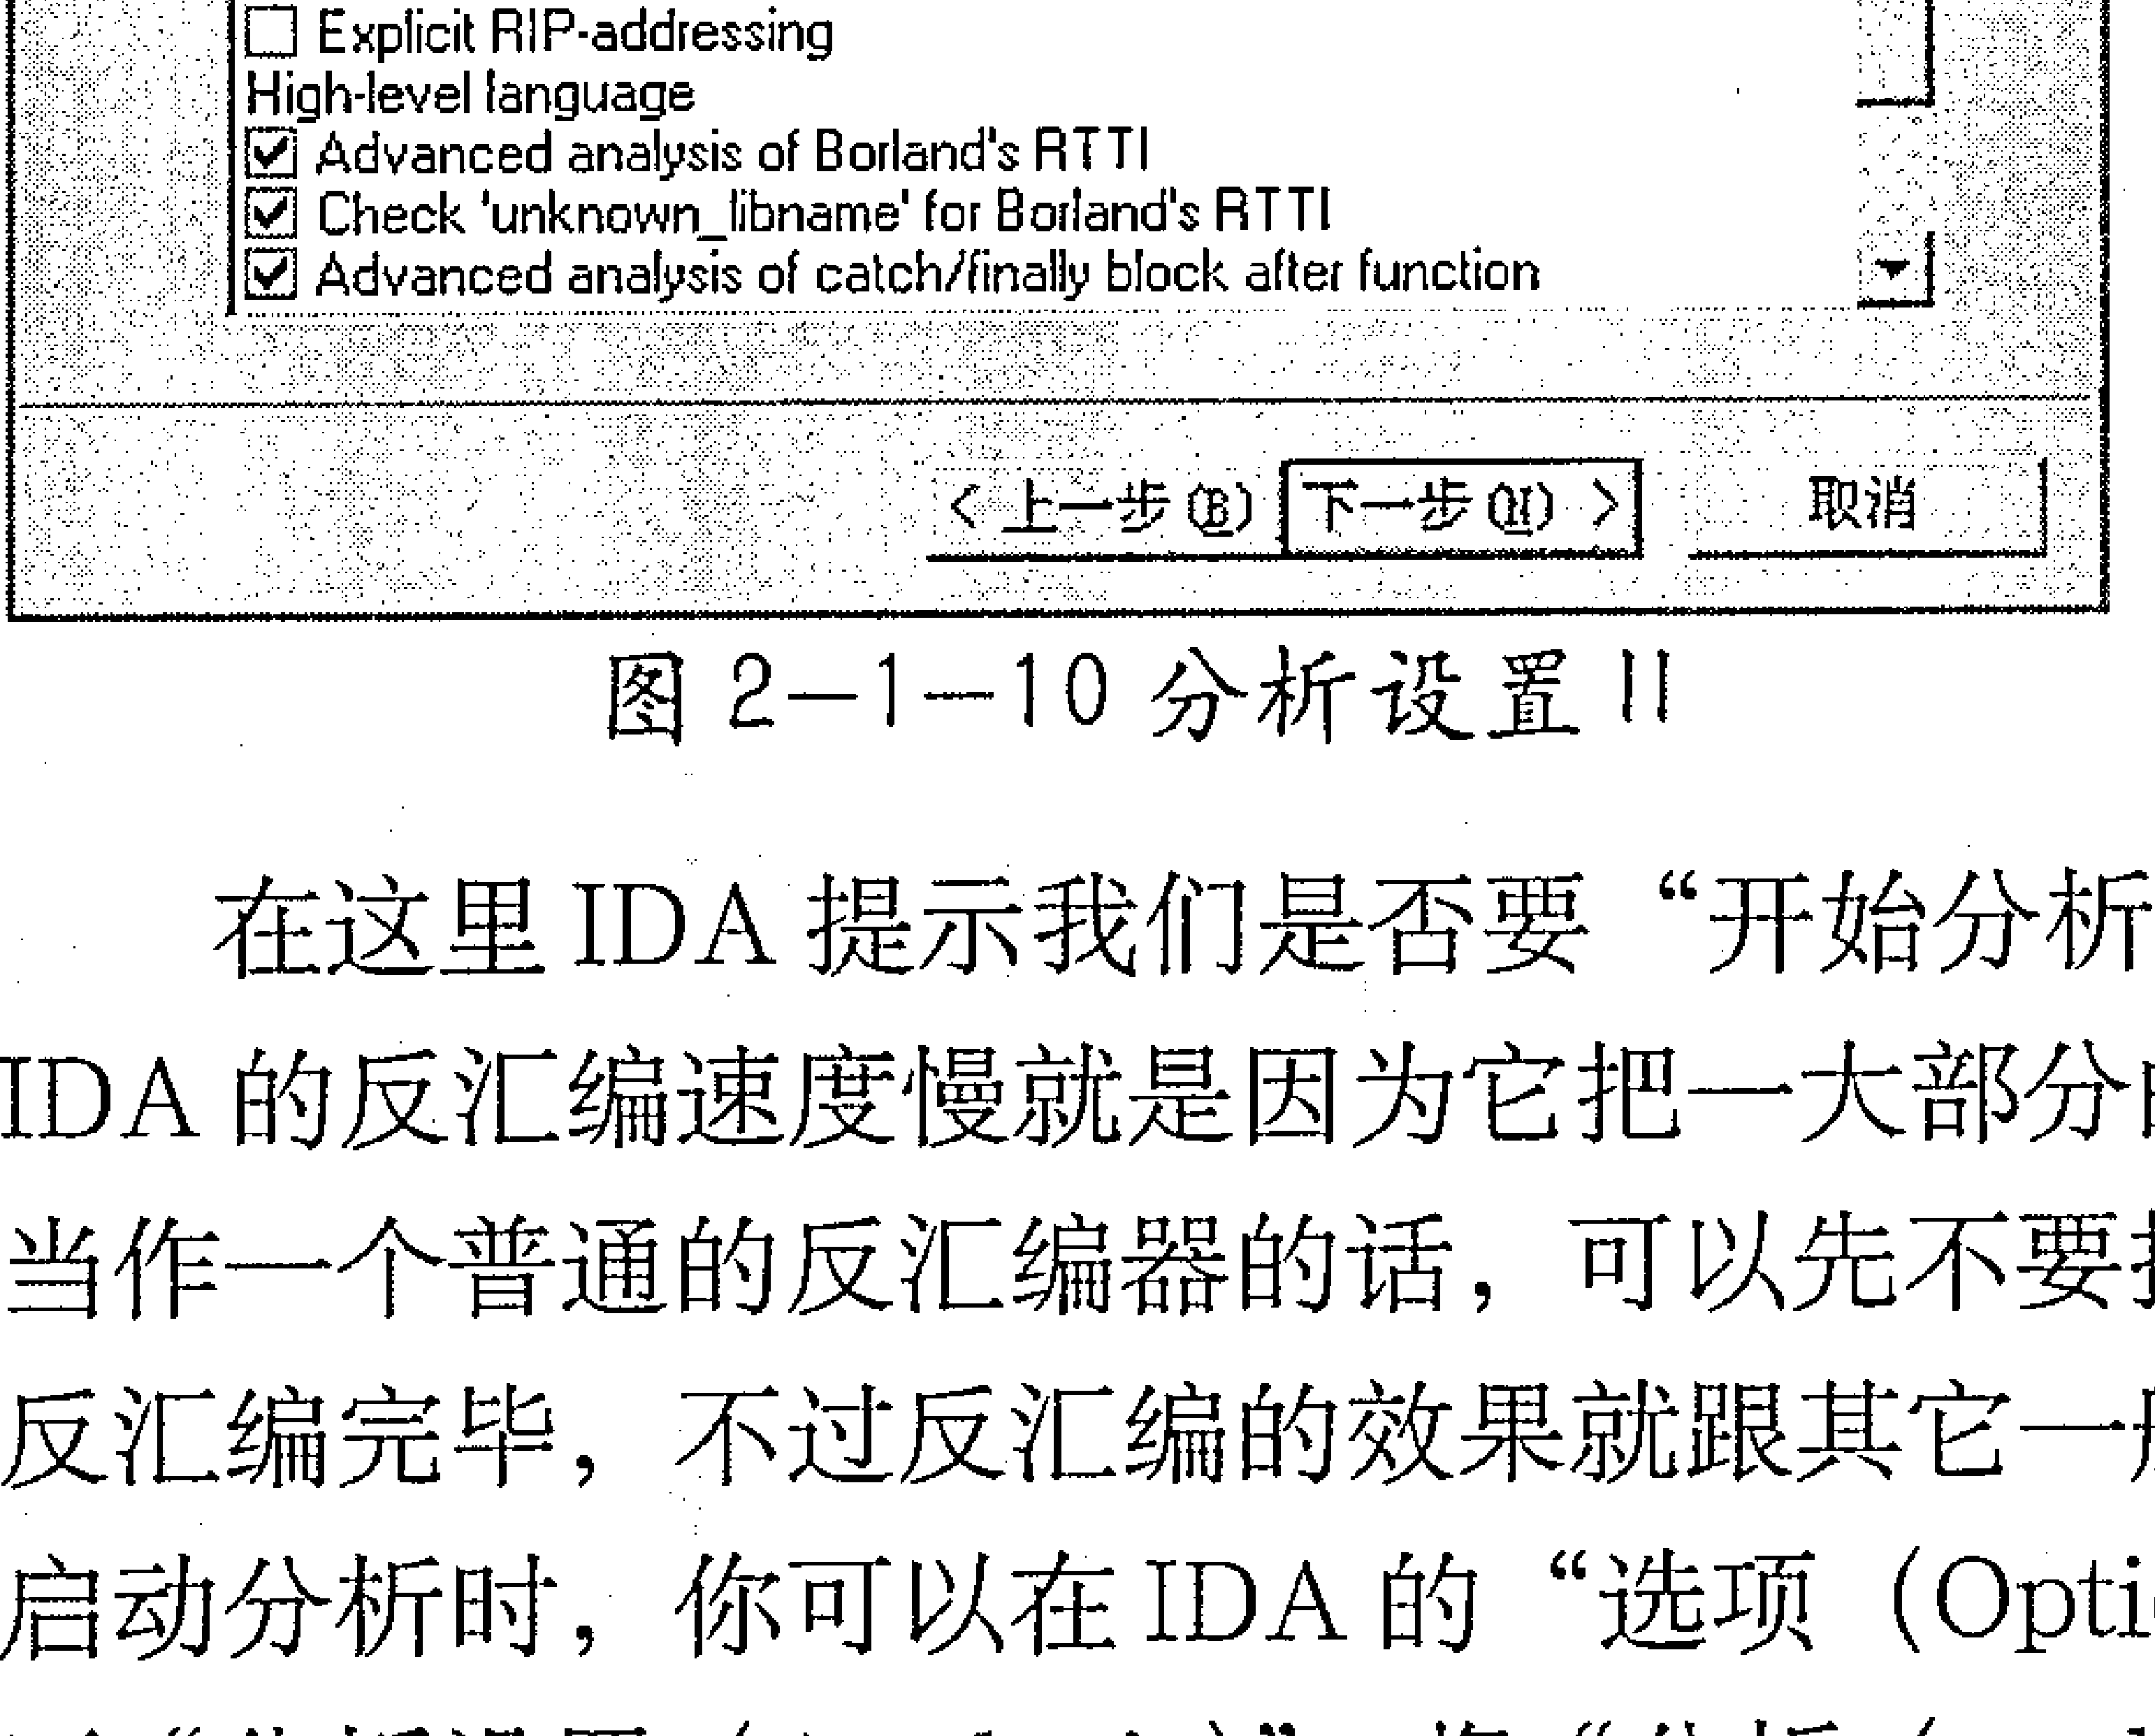 Explicit RIP-addressing
High-level language
Advanced analysis of Borland's RTTI
Check 'unknown_libname' for Borland's RTTI
Advanced analysis of catch/finally block after function
< 上一步(B) 下一步(N) > 取消
图 2-1-10 分析设置 II
在这里 IDA 提示我们是否要“开始分析
IDA 的反汇编速度慢就是因为它把一大部分
当作一个普通的反汇编器的话，可以先不要
反汇编完毕，不过反汇编的效果就跟其它一
启动分析时，你可以在 IDA 的“选项（Opti